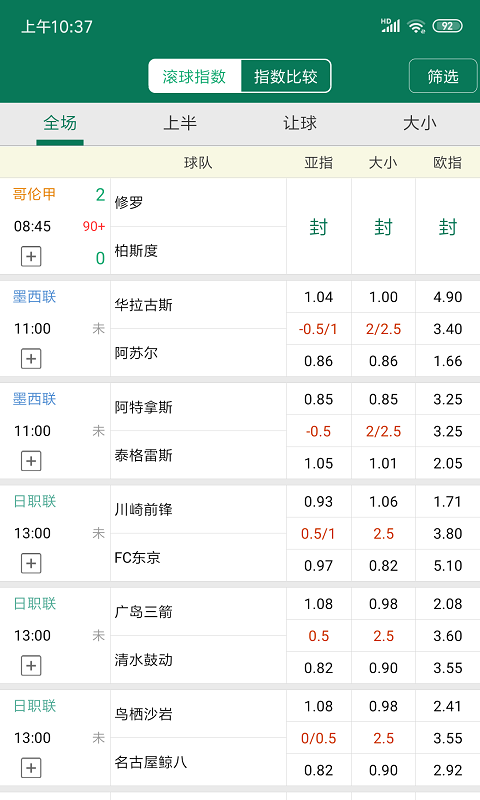 上午10:37
HD
92
滚球指数 指数比较
筛选
全场 上半 让球 大小
球队 亚指 大小 欧指
哥伦甲 2 修罗
08:45 90+ 封 封 封
0 柏斯度
墨西联 华拉古斯 1.04 1.00 4.90
11:00 未 -0.5/1 2/2.5 3.40
阿苏尔 0.86 0.86 1.66
墨西联 阿特拿斯 0.85 0.85 3.25
11:00 未 -0.5 2/2.5 3.25
泰格雷斯 1.05 1.01 2.05
日职联 川崎前锋 0.93 1.06 1.71
13:00 未 0.5/1 2.5 3.80
FC东京 0.97 0.82 5.10
日职联 广岛三箭 1.08 0.98 2.08
13:00 未 0.5 2.5 3.60
清水鼓动 0.82 0.90 3.55
日职联 鸟栖沙岩 1.08 0.98 2.41
13:00 未 0/0.5 2.5 3.55
名古屋鲸八 0.82 0.90 2.92